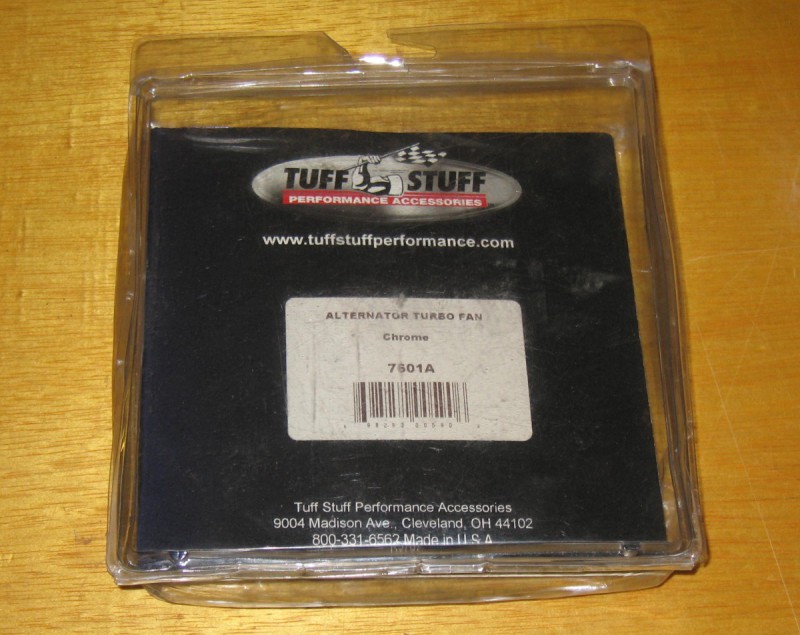 TUFF STUFF
PERFORMANCE ACCESSORIES
www.tuffstuffperformance.com
ALTERNATOR TURBO FAN
Chrome
7601A
Tuff Stuff Performance Accessories
9004 Madison Ave., Cleveland, OH 44102
800-331-6562 Made in U.S.A.